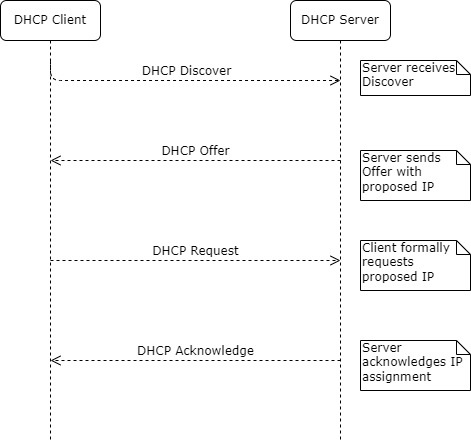 DHCP Client
DHCP Server
DHCP Discover
Server receives
Discover
DHCP Offer
Server sends
Offer with
proposed IP
DHCP Request
Client formally
requests
proposed IP
DHCP Acknowledge
Server
acknowledges IP
assignment